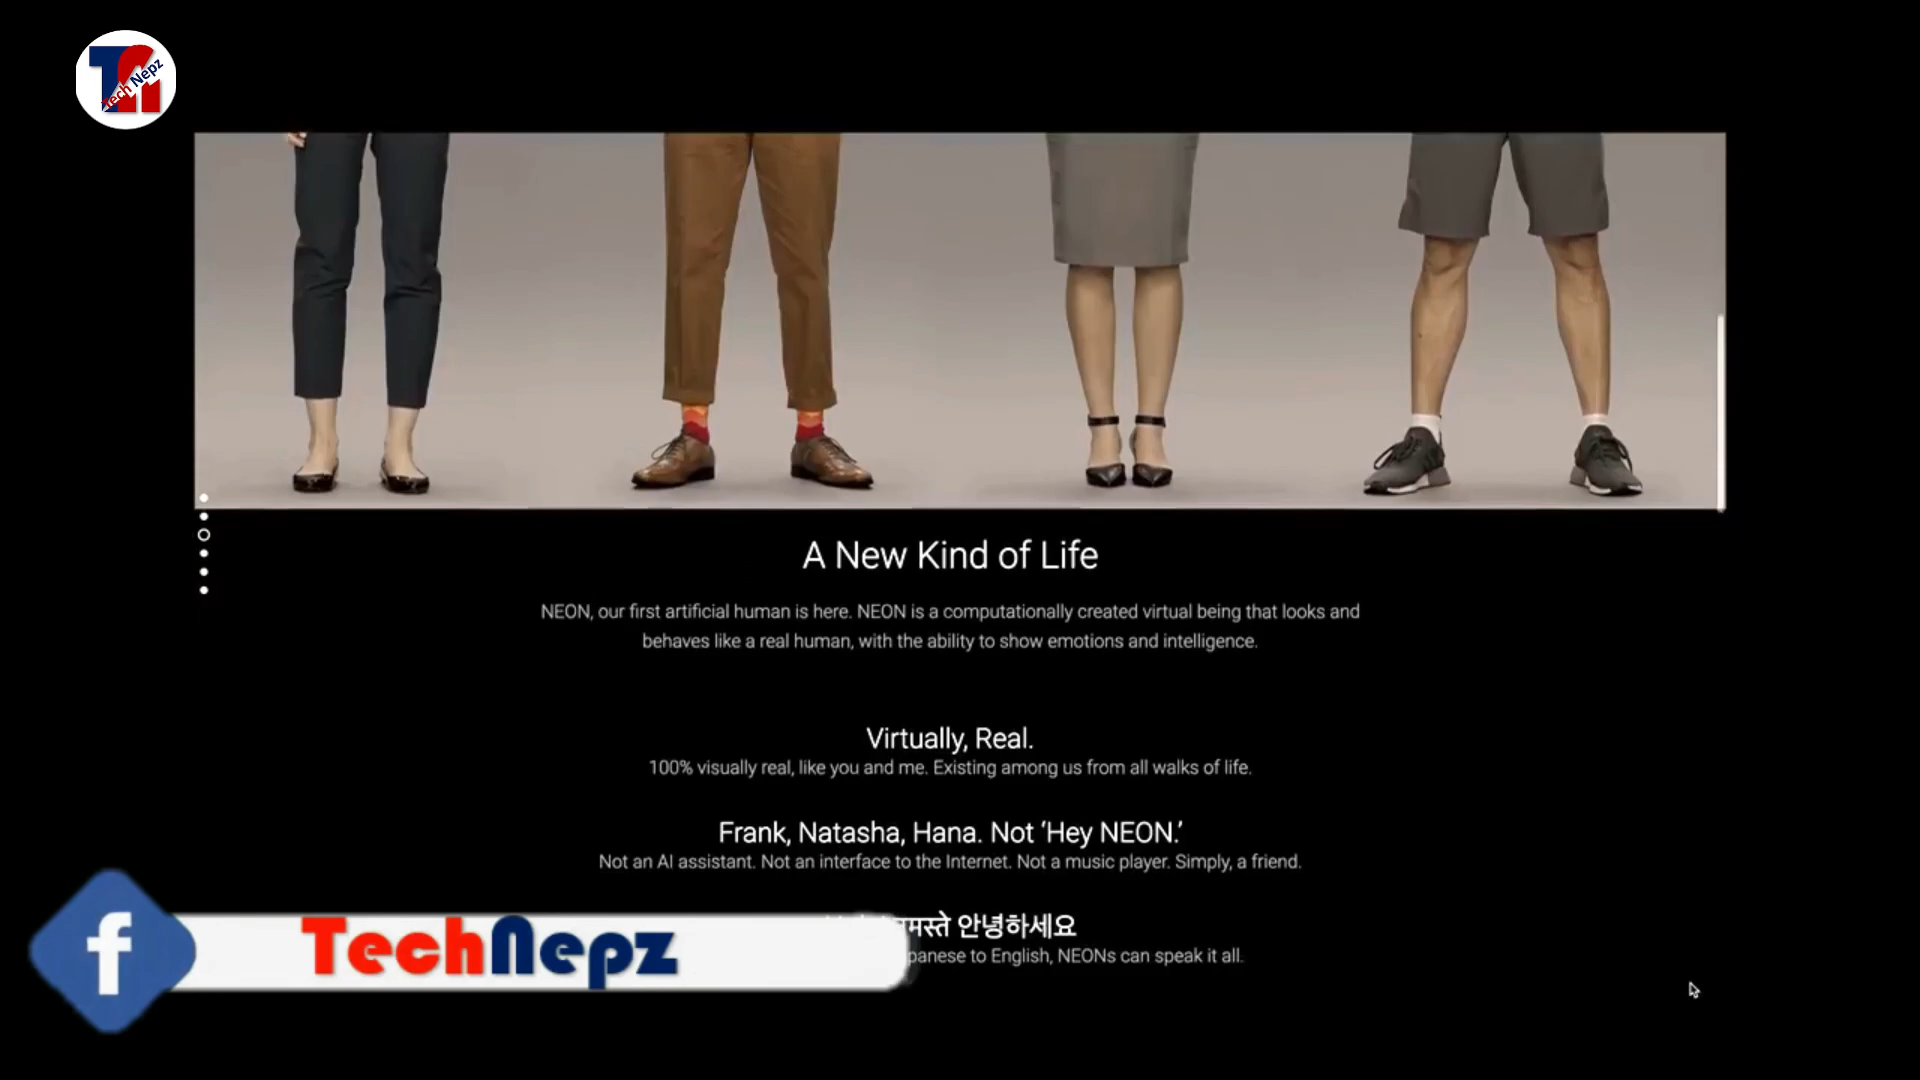 Tech Nepz
A New Kind of Life
NEON, our first artificial human is here. NEON is a computationally created virtual being that looks and
behaves like a real human, with the ability to show emotions and intelligence.
Virtually, Real.
100% visually real, like you and me. Existing among us from all walks of life.
Frank, Natasha, Hana. Not ‘Hey NEON.’
Not an AI assistant. Not an interface to the Internet. Not a music player. Simply, a friend.
안녕하세요
to English, NEONs can speak it all.
f
TechNepz